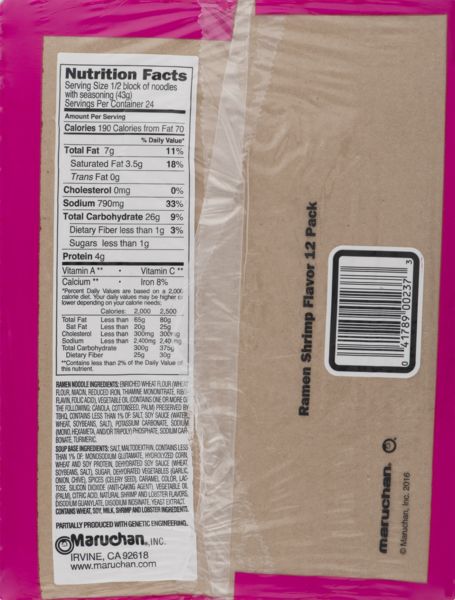 Nutrition Facts
Serving Size 1/2 block of noodles
with seasoning (43g)
Servings Per Container 24
Amount Per Serving
Calories 190 Calories from Fat 70
% Daily Value*
Total Fat 7g 11%
Saturated Fat 3.5g 18%
Trans Fat 0g
Cholesterol 0mg 0%
Sodium 790mg 33%
Total Carbohydrate 26g 9%
Dietary Fiber less than 1g 3%
Sugars less than 1g
Protein 4g
Vitamin A ** • Vitamin C **
Calcium ** • Iron 8%
*Percent Daily Values are based on a 2,000
calorie diet. Your daily values may be higher or
lower depending on your calorie needs:
Calories: 2,000 2,500
Total Fat Less than 65g 80g
Sat Fat Less than 20g 25g
Cholesterol Less than 300mg 300mg
Sodium Less than 2,400mg 2,400mg
Total Carbohydrate 300g 375g
Dietary Fiber 25g 30g
**Contains less than 2% of the Daily Value of
this nutrient.
RAMEN NOODLE INGREDIENTS: ENRICHED WHEAT FLOUR (WHEAT
FLOUR, NIACIN, REDUCED IRON, THIAMINE MONONITRATE, RIBO-
FLAVIN, FOLIC ACID), VEGETABLE OIL (CONTAINS ONE OR MORE OF
THE FOLLOWING: CANOLA, COTTONSEED, PALM) PRESERVED BY
TBHQ, CONTAINS LESS THAN 1% OF: SALT, SOY SAUCE (WATER,
WHEAT, SOYBEANS, SALT), POTASSIUM CARBONATE, SODIUM
(MONO, HEXAMETA, AND/OR TRIPOLY) PHOSPHATE, SODIUM CAR-
BONATE, TURMERIC.
SOUP BASE INGREDIENTS: SALT, MALTODEXTRIN, CONTAINS LESS
THAN 1% OF: MONOSODIUM GLUTAMATE, HYDROLYZED CORN,
WHEAT AND SOY PROTEIN, DEHYDRATED SOY SAUCE (WHEAT,
SOYBEANS, SALT), SUGAR, DEHYDRATED VEGETABLES (GARLIC,
ONION, CHIVE), SPICES (CELERY SEED), CARAMEL COLOR, LAC-
TOSE, SILICON DIOXIDE (ANTI-CAKING AGENT), VEGETABLE OIL
(PALM), CITRIC ACID, NATURAL SHRIMP AND LOBSTER FLAVORS,
DISODIUM GUANYLATE, DISODIUM INOSINATE, YEAST EXTRACT.
CONTAINS WHEAT, SOY, MILK, SHRIMP AND LOBSTER INGREDIENTS.
PARTIALLY PRODUCED WITH GENETIC ENGINEERING.
Maruchan, INC.
IRVINE, CA 92618
www.maruchan.com
Ramen Shrimp Flavor 12 Pack
0 41789 00237 3
maruchan.
© Maruchan, Inc. 2016